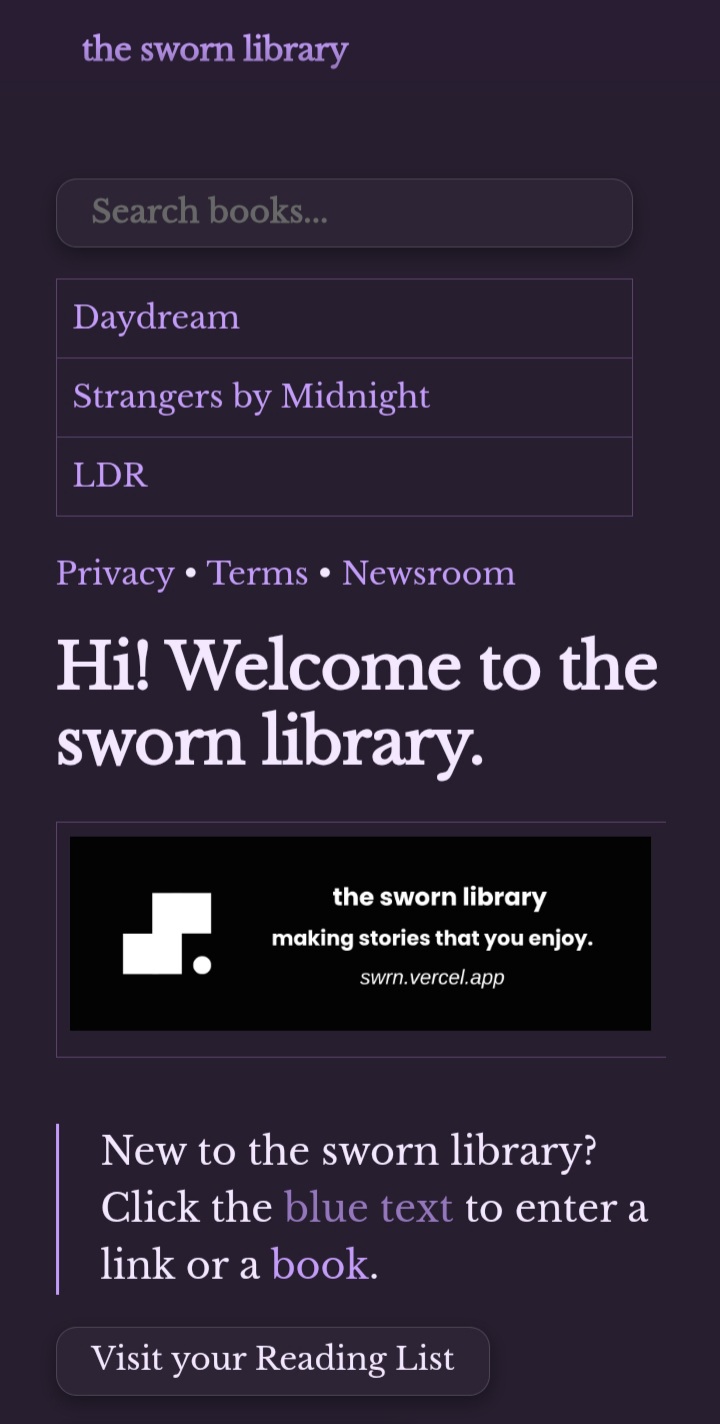 the sworn library
Search books...
Daydream
Strangers by Midnight
LDR
Privacy • Terms • Newsroom
Hi! Welcome to the
sworn library.
the sworn library
making stories that you enjoy.
swrn.vercel.app
New to the sworn library?
Click the blue text to enter a
link or a book.
Visit your Reading List